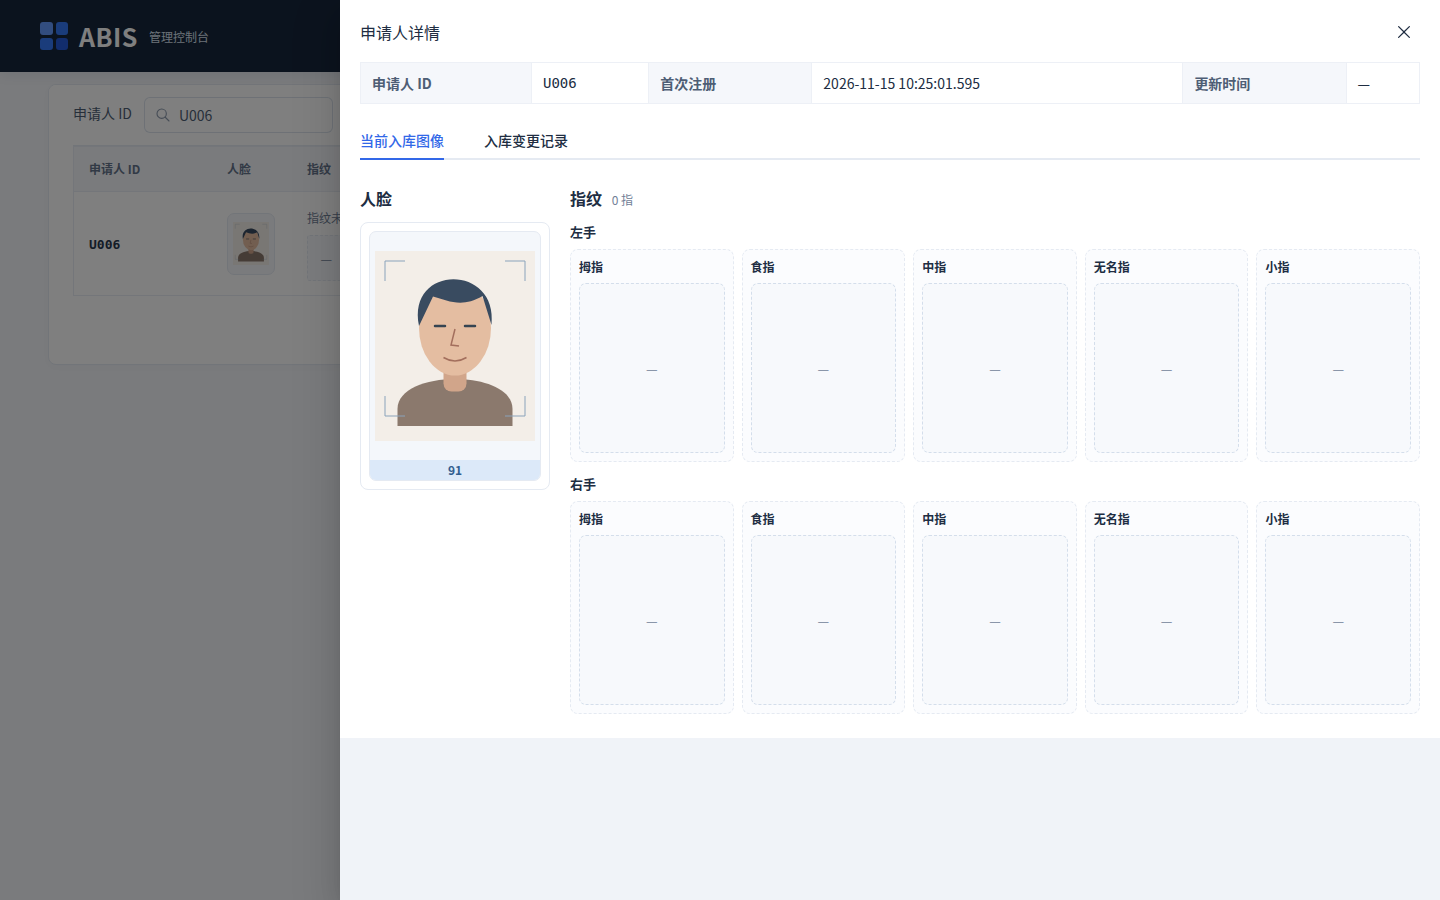 ABIS 管理控制台
申请人 ID U006
申请人 ID 人脸 指纹
指纹未
U006
—
申请人详情
申请人 ID U006 首次注册 2026-11-15 10:25:01.595 更新时间 —
当前入库图像 入库变更记录
人脸
91
指纹 0 指
左手
拇指 食指 中指 无名指 小指
— — — — —
右手
拇指 食指 中指 无名指 小指
— — — — —